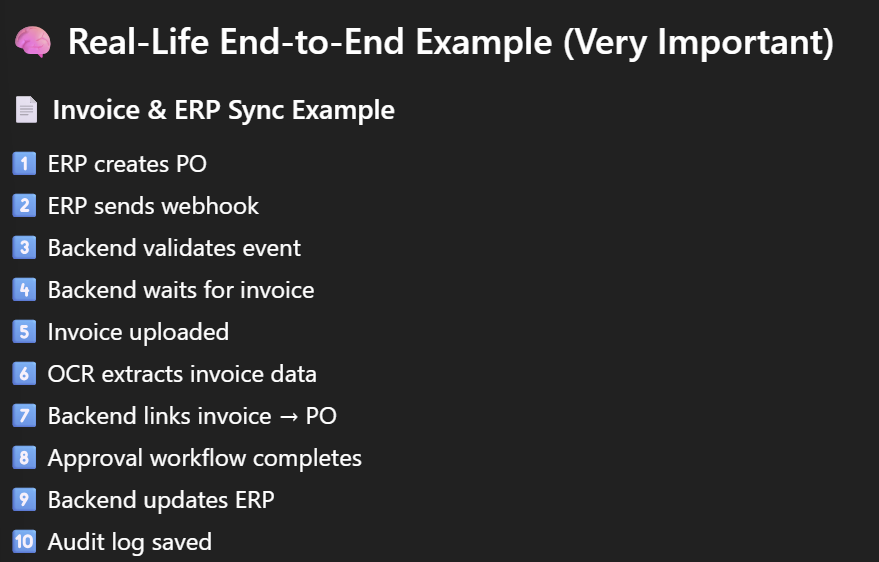 🧠 Real-Life End-to-End Example (Very Important)
📄 Invoice & ERP Sync Example
1️⃣ ERP creates PO
2️⃣ ERP sends webhook
3️⃣ Backend validates event
4️⃣ Backend waits for invoice
5️⃣ Invoice uploaded
6️⃣ OCR extracts invoice data
7️⃣ Backend links invoice → PO
8️⃣ Approval workflow completes
9️⃣ Backend updates ERP
🔟 Audit log saved